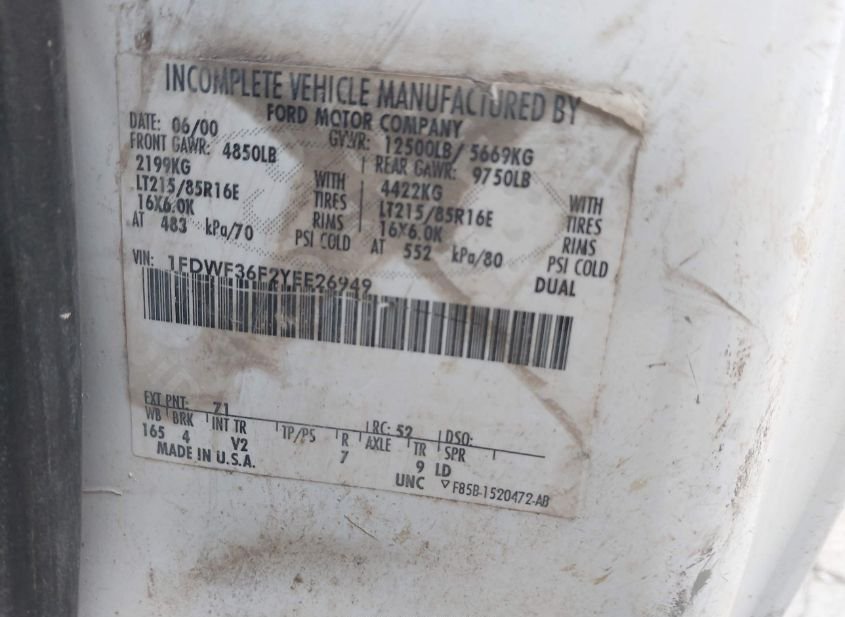 INCOMPLETE VEHICLE MANUFACTURED BY
FORD MOTOR COMPANY
DATE: 06/00 GVWR: 12500LB/ 5669KG
FRONT GAWR: 4850LB REAR GAWR: 9750LB
2199KG WITH 4422KG WITH
LT215/85R16E TIRES LT215/85R16E TIRES
16X6.0K RIMS 16X6.0K RIMS
AT 483 kPa/70 PSI COLD AT 552 kPa/80 PSI COLD
DUAL
VIN: 1FDWF36F2YEE26949
EXT PNT: 71 RC: 52 DSO:
WB BRK INT TR TP/PS R AXLE TR SPR
165 4 V2 7 9 LD
MADE IN U.S.A. UNC ▽ F85B-1520472-AB